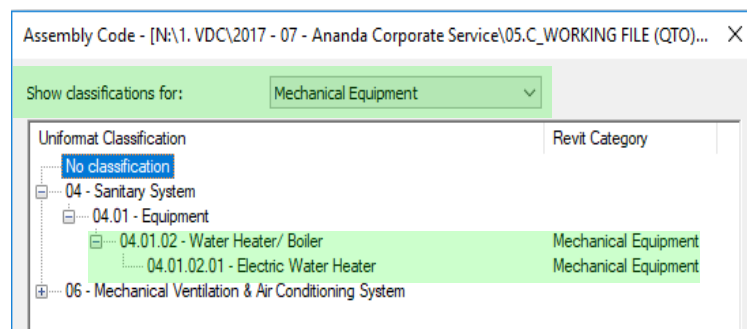 Assembly Code - [N:\1. VDC\2017 - 07 - Ananda Corporate Service\05.C_WORKING FILE (QTO)...
Show classifications for: Mechanical Equipment
Uniformat Classification Revit Category
No classification
04 - Sanitary System
04.01 - Equipment
04.01.02 - Water Heater/ Boiler Mechanical Equipment
04.01.02.01 - Electric Water Heater Mechanical Equipment
06 - Mechanical Ventilation & Air Conditioning System